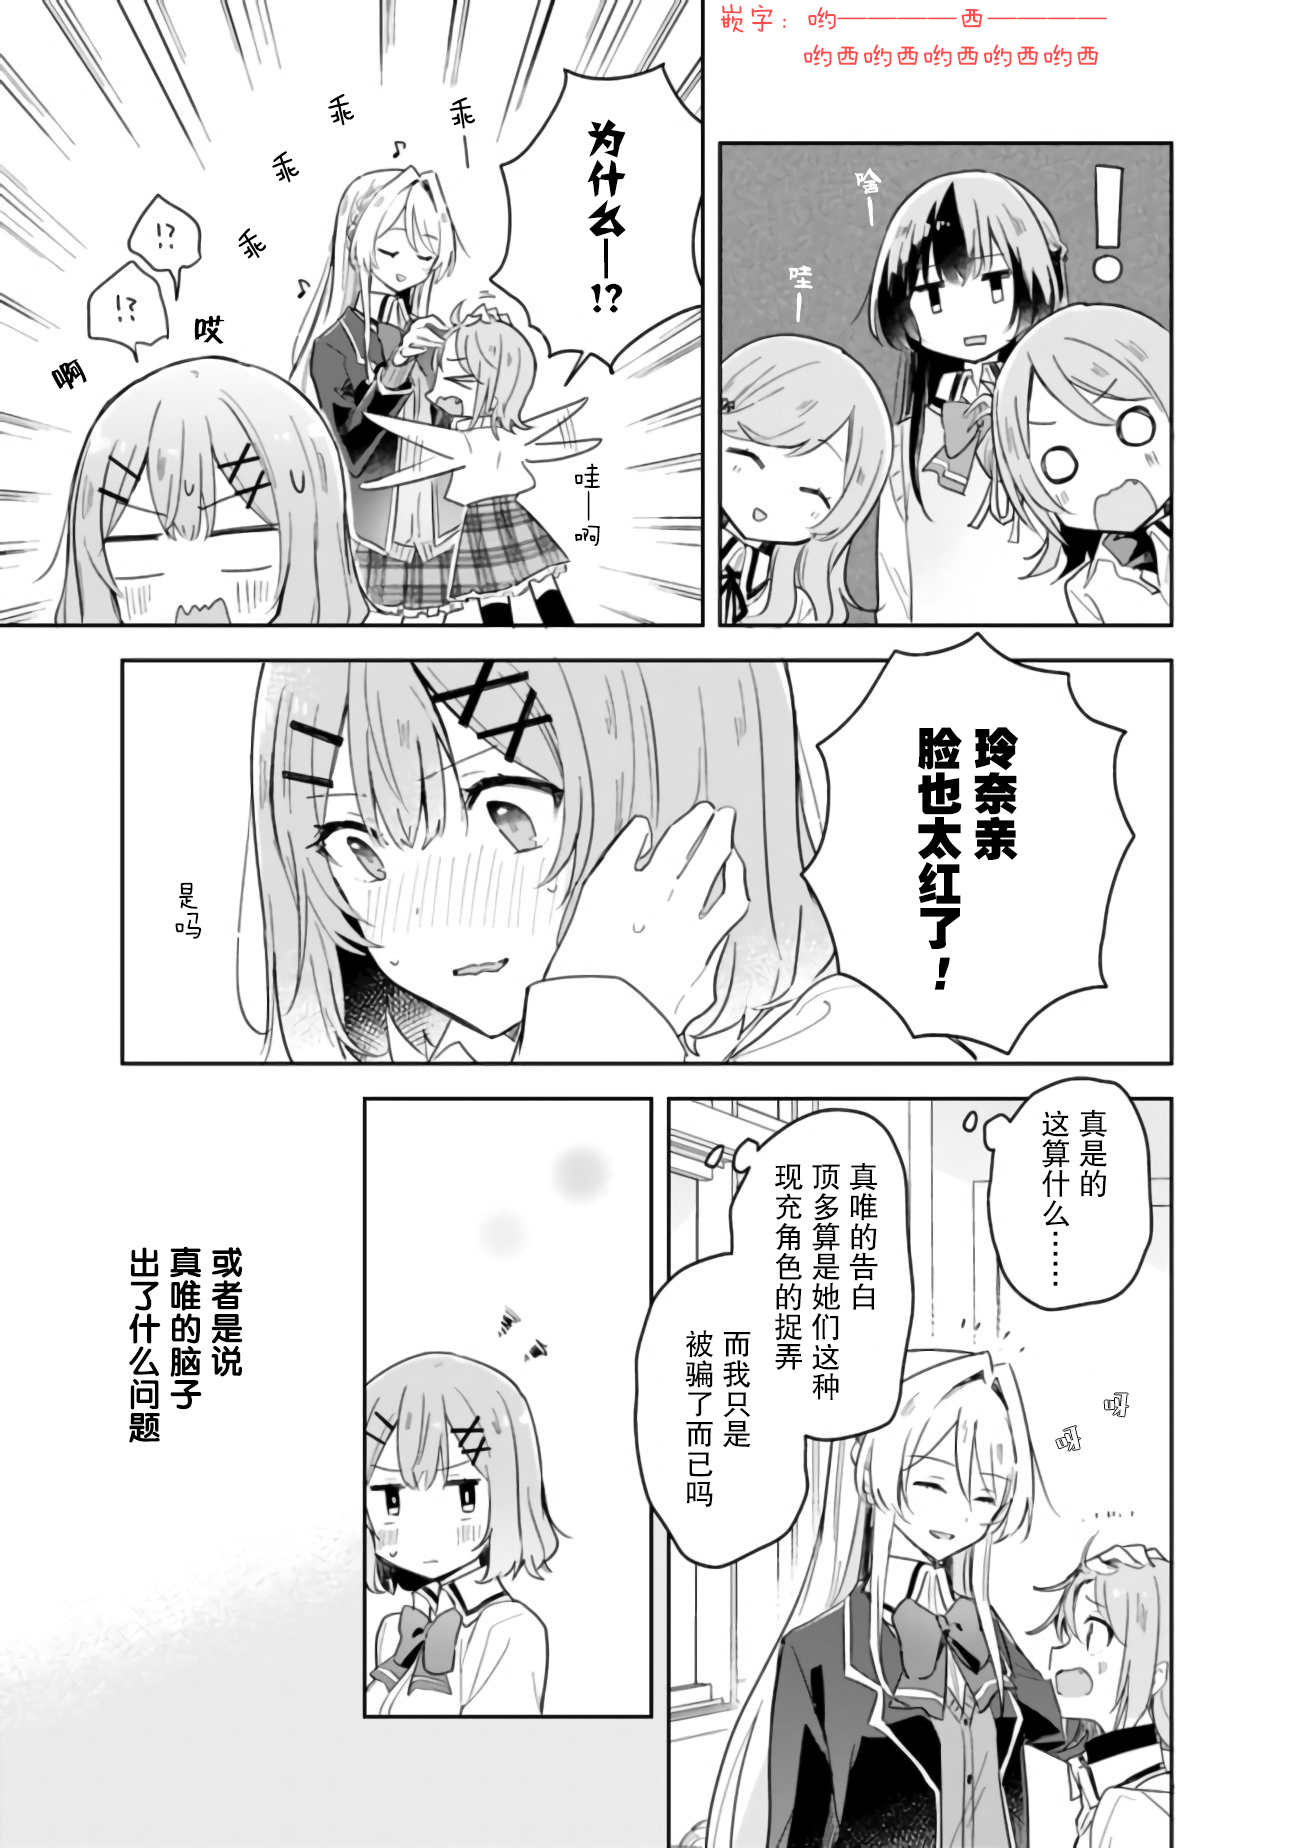 嵌字：哟————西————
哟西哟西哟西哟西哟西
啥—
哇—
！
为什么—!?
乖—
乖
乖
乖
!?
!?
哎
啊
哇—啊
玲奈亲
脸也太红了！
是吗
真是的
这算什么……
真唯的告白
顶多算是她们这种
现充角色的捉弄
而我只是
被骗了而已吗
呀
呀
或者是说
真唯的脑子
出了什么问题